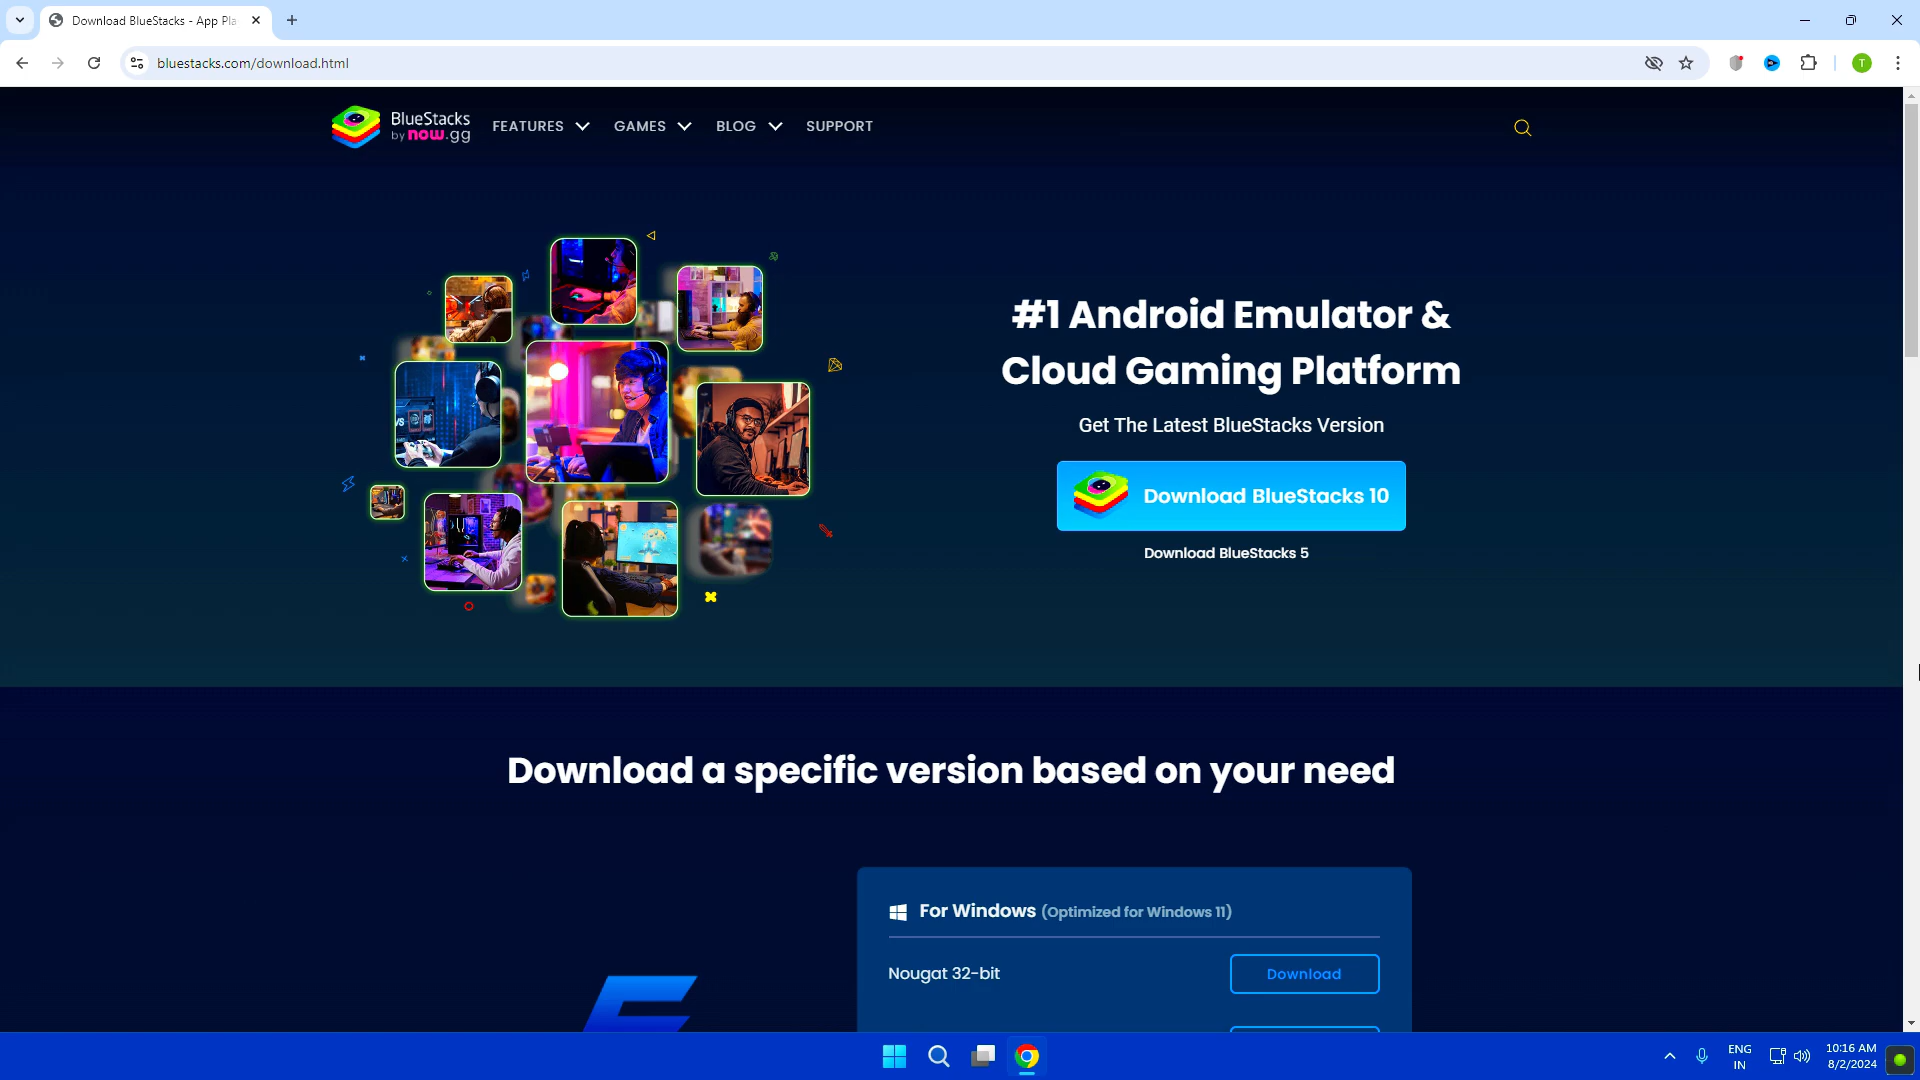 Download BlueStacks - App Pla
bluestacks.com/download.html
T
BlueStacks
by now.gg
FEATURES
GAMES
BLOG
SUPPORT
#1 Android Emulator &
Cloud Gaming Platform
Get The Latest BlueStacks Version
Download BlueStacks 10
Download BlueStacks 5
Download a specific version based on your need
For Windows (Optimized for Windows 11)
Nougat 32-bit
Download
ENG
IN
10:16 AM
8/2/2024